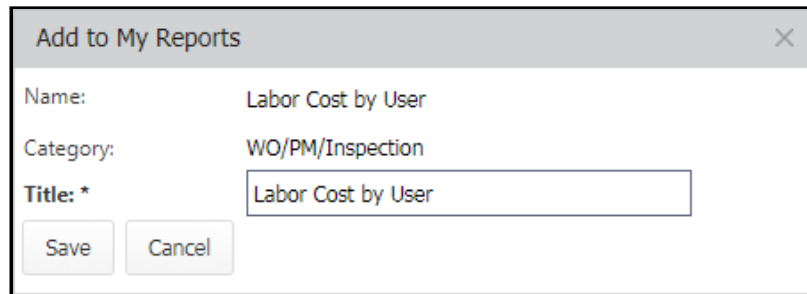 Add to My Reports
Name: Labor Cost by User
Category: WO/PM/Inspection
Title: * Labor Cost by User
Save Cancel